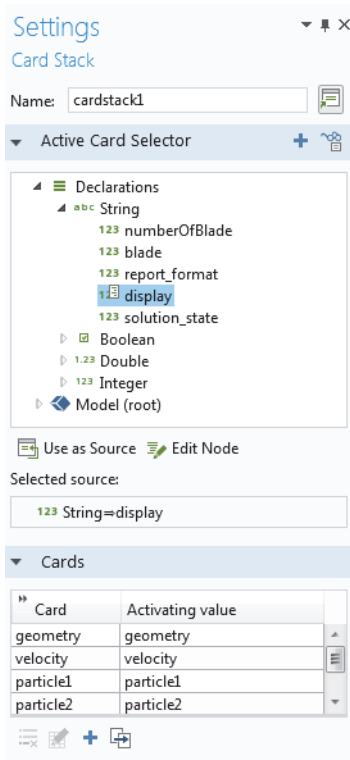 Settings
Card Stack
Name: cardstack1
Active Card Selector
Declarations
abc String
123 numberOfBlade
123 blade
123 report_format
display
123 solution_state
Boolean
1.23 Double
123 Integer
Model (root)
Use as Source Edit Node
Selected source:
123 String⇒display
Cards
Card Activating value
geometry geometry
velocity velocity
particle1 particle1
particle2 particle2